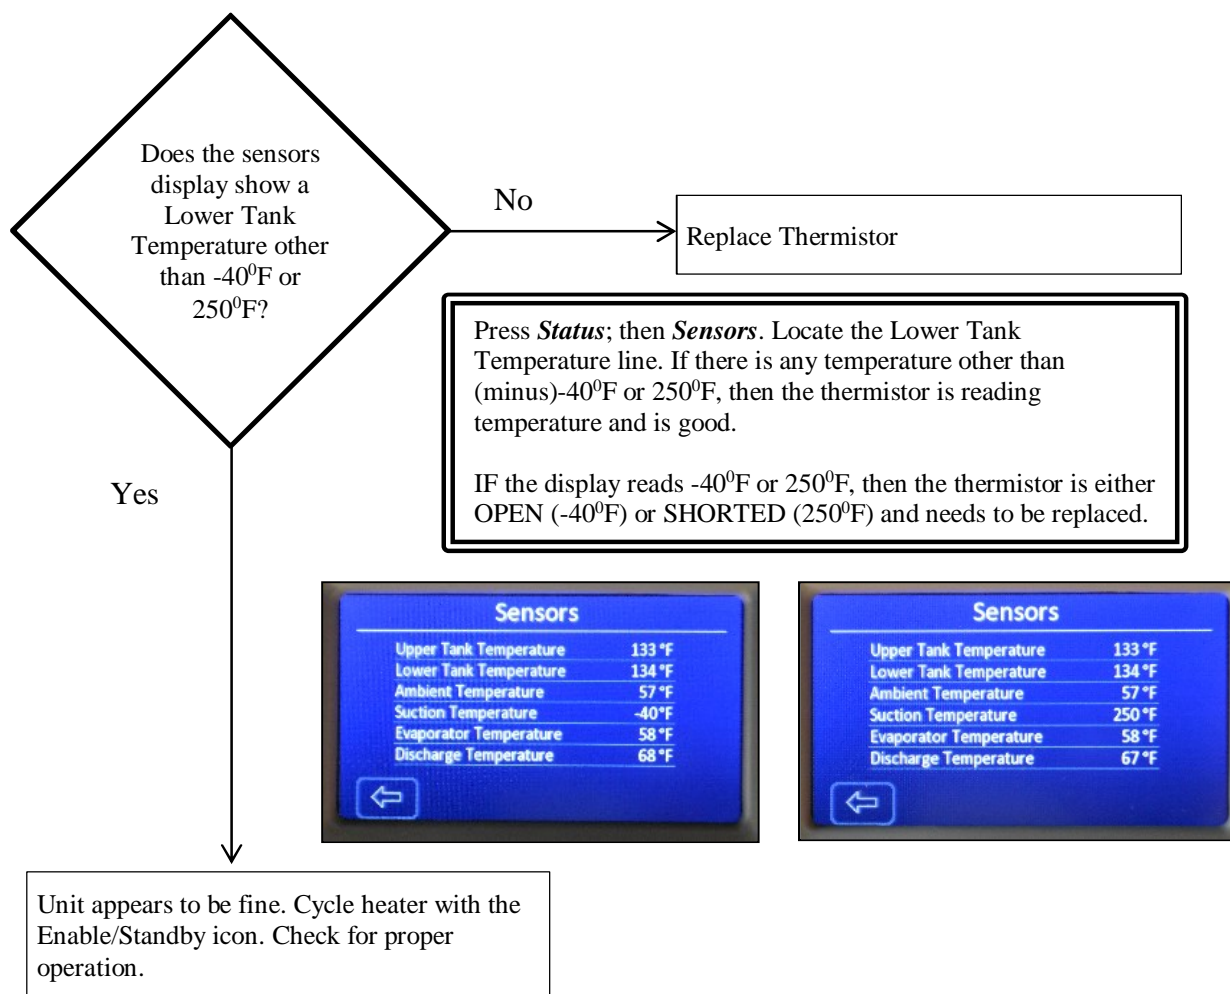 Does the sensors
display show a
Lower Tank
Temperature other
than -40⁰F or
250⁰F?
No
Replace Thermistor
Press Status; then Sensors. Locate the Lower Tank
Temperature line. If there is any temperature other than
(minus)-40⁰F or 250⁰F, then the thermistor is reading
temperature and is good.
IF the display reads -40⁰F or 250⁰F, then the thermistor is either
OPEN (-40⁰F) or SHORTED (250⁰F) and needs to be replaced.
Yes
Sensors
Upper Tank Temperature 133 °F
Lower Tank Temperature 134 °F
Ambient Temperature 57 °F
Suction Temperature -40°F
Evaporator Temperature 58 °F
Discharge Temperature 68 °F
Sensors
Upper Tank Temperature 133 °F
Lower Tank Temperature 134 °F
Ambient Temperature 57 °F
Suction Temperature 250 °F
Evaporator Temperature 58 °F
Discharge Temperature 67 °F
Unit appears to be fine. Cycle heater with the
Enable/Standby icon. Check for proper
operation.